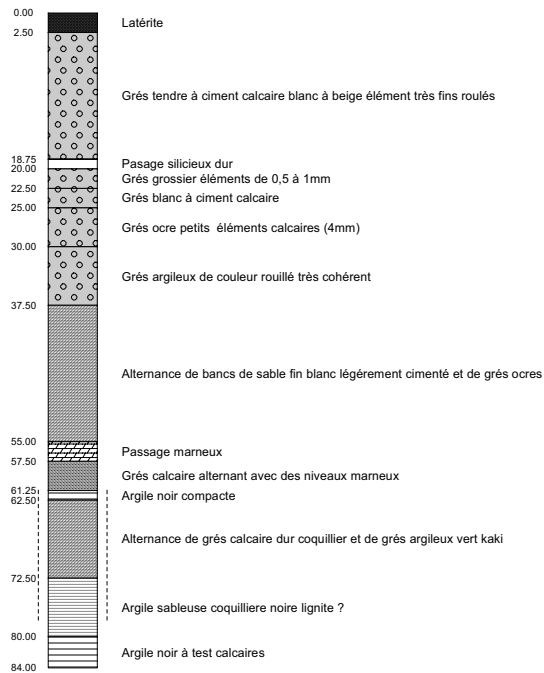 0.00
Latérite
2.50
Grés tendre à ciment calcaire blanc à beige élément très fins roulés
18.75
Pasage silicieux dur
20.00
Grés grossier éléments de 0,5 à 1mm
22.50
Grés blanc à ciment calcaire
25.00
Grés ocre petits éléments calcaires (4mm)
30.00
Grés argileux de couleur rouillé très cohérent
37.50
Alternance de bancs de sable fin blanc légérement cimenté et de grés ocres
55.00
Passage marneux
57.50
Grés calcaire alternant avec des niveaux marneux
61.25
Argile noir compacte
62.50
Alternance de grés calcaire dur coquillier et de grés argileux vert kaki
72.50
Argile sableuse coquilliere noire lignite ?
80.00
Argile noir à test calcaires
84.00